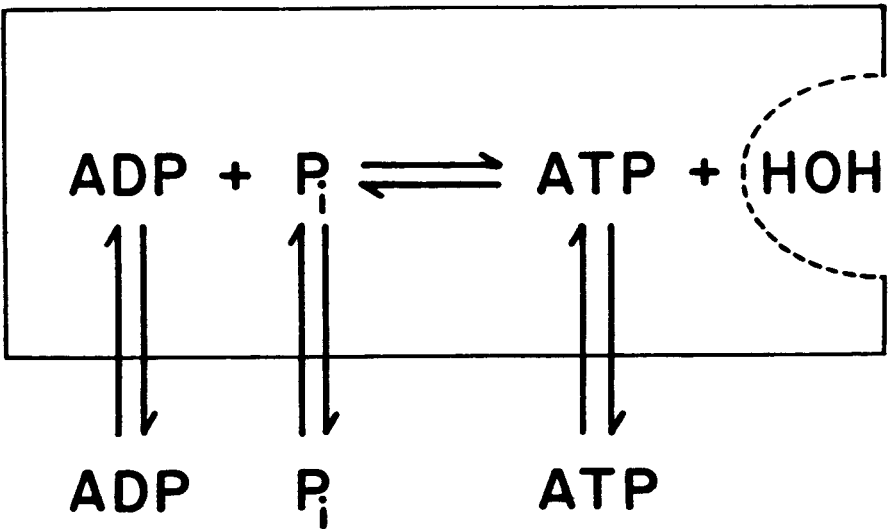 ADP + Pi ⇌ ATP + HOH
ADP Pi ATP